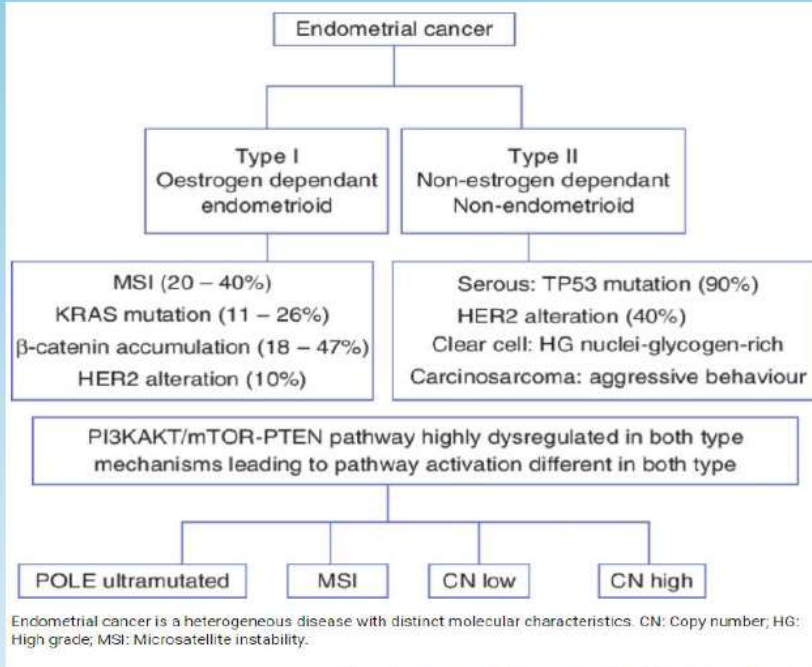 Endometrial cancer
Type I
Oestrogen dependant
endometrioid
Type II
Non-estrogen dependant
Non-endometrioid
MSI (20 – 40%)
KRAS mutation (11 – 26%)
β-catenin accumulation (18 – 47%)
HER2 alteration (10%)
Serous: TP53 mutation (90%)
HER2 alteration (40%)
Clear cell: HG nuclei-glycogen-rich
Carcinosarcoma: aggressive behaviour
PI3KAKT/mTOR-PTEN pathway highly dysregulated in both type
mechanisms leading to pathway activation different in both type
POLE ultramutated
MSI
CN low
CN high
Endometrial cancer is a heterogeneous disease with distinct molecular characteristics. CN: Copy number; HG:
High grade; MSI: Microsatellite instability.